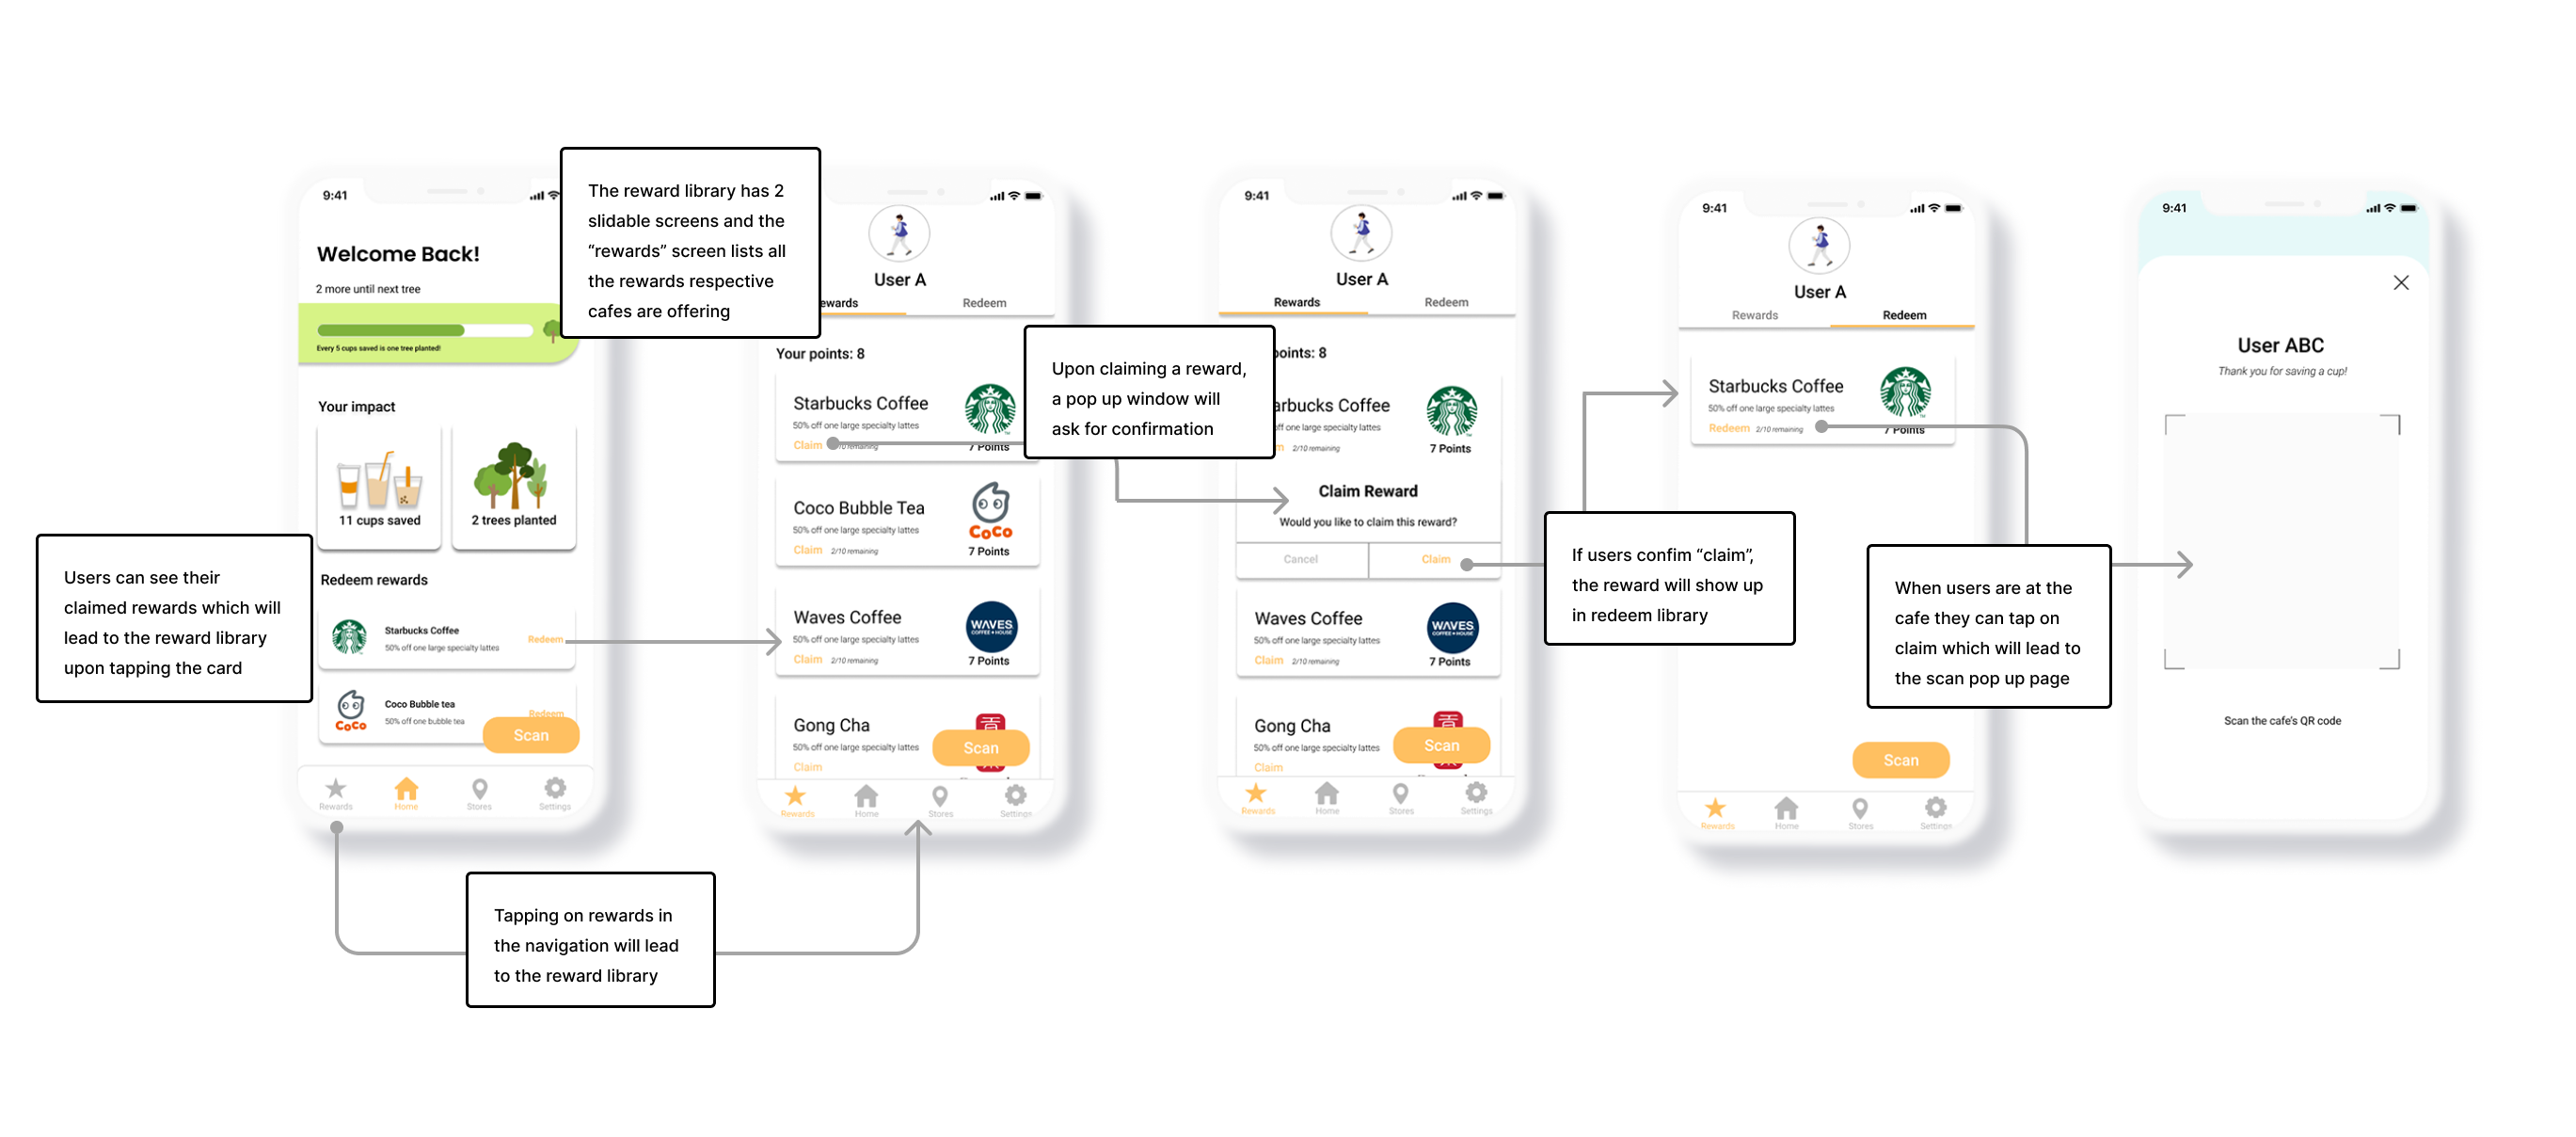 9:41
Welcome Back!
2 more until next tree
Every 5 cups saved is one tree planted!
Your impact
11 cups saved
2 trees planted
Redeem rewards
Starbucks Coffee
50% off one large specialty lattes
Redeem
CoCo
Coco Bubble tea
50% off one bubble tea
Redeem
Scan
Rewards
Home
Stores
Settings
Users can see their
claimed rewards which will
lead to the reward library
upon tapping the card
The reward library has 2
slidable screens and the
“rewards” screen lists all
the rewards respective
cafes are offering
Tapping on rewards in
the navigation will lead
to the reward library
User A
ewards
Redeem
Your points: 8
Starbucks Coffee
50% off one large specialty lattes
Claim
remaining
7 Points
Coco Bubble Tea
50% off one large specialty lattes
Claim 2/10 remaining
CoCo
7 Points
Waves Coffee
50% off one large specialty lattes
Claim 2/10 remaining
WAVES
COFFEE HOUSE
7 Points
Gong Cha
50% off one large specialty lattes
Claim
貢
Scan
Rewards
Home
Stores
Settings
Upon claiming a reward,
a pop up window will
ask for confirmation
9:41
User A
Rewards
Redeem
points: 8
arbucks Coffee
off one large specialty lattes
m 2/10 remaining
7 Points
Claim Reward
Would you like to claim this reward?
Cancel
Claim
Waves Coffee
50% off one large specialty lattes
Claim 2/10 remaining
WAVES
COFFEE HOUSE
7 Points
Gong Cha
50% off one large specialty lattes
Claim
貢
Scan
Rewards
Home
Stores
Settings
If users confim “claim”,
the reward will show up
in redeem library
9:41
User A
Rewards
Redeem
Starbucks Coffee
50% off one large specialty lattes
Redeem 2/10 remaining
7 Points
Scan
Rewards
Home
Stores
Settings
When users are at the
cafe they can tap on
claim which will lead to
the scan pop up page
9:41
User ABC
Thank you for saving a cup!
Scan the cafe's QR code